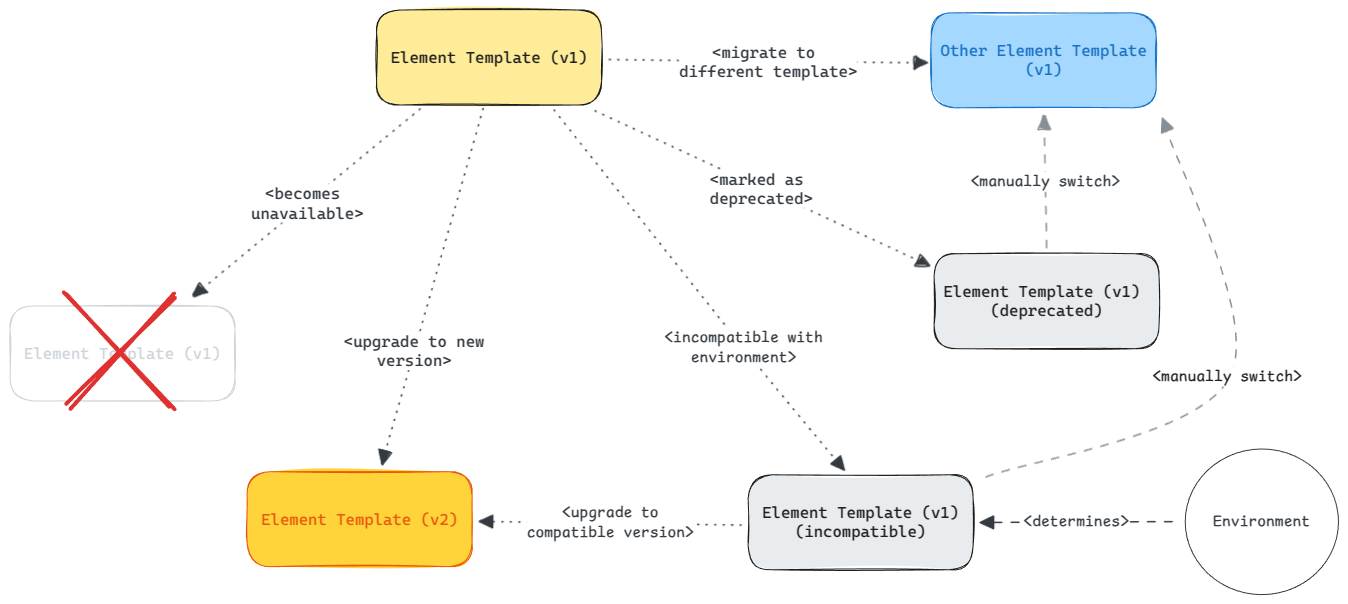 Element Template (v1)
<migrate to
different template>
Other Element Template
(v1)
<becomes
unavailable>
<marked as
deprecated>
<manually switch>
Element Template (v1)
(deprecated)
Element Template (v1)
<upgrade to new
version>
<incompatible with
environment>
<manually switch>
Element Template (v2)
<upgrade to
compatible version>
Element Template (v1)
(incompatible)
<determines>
Environment